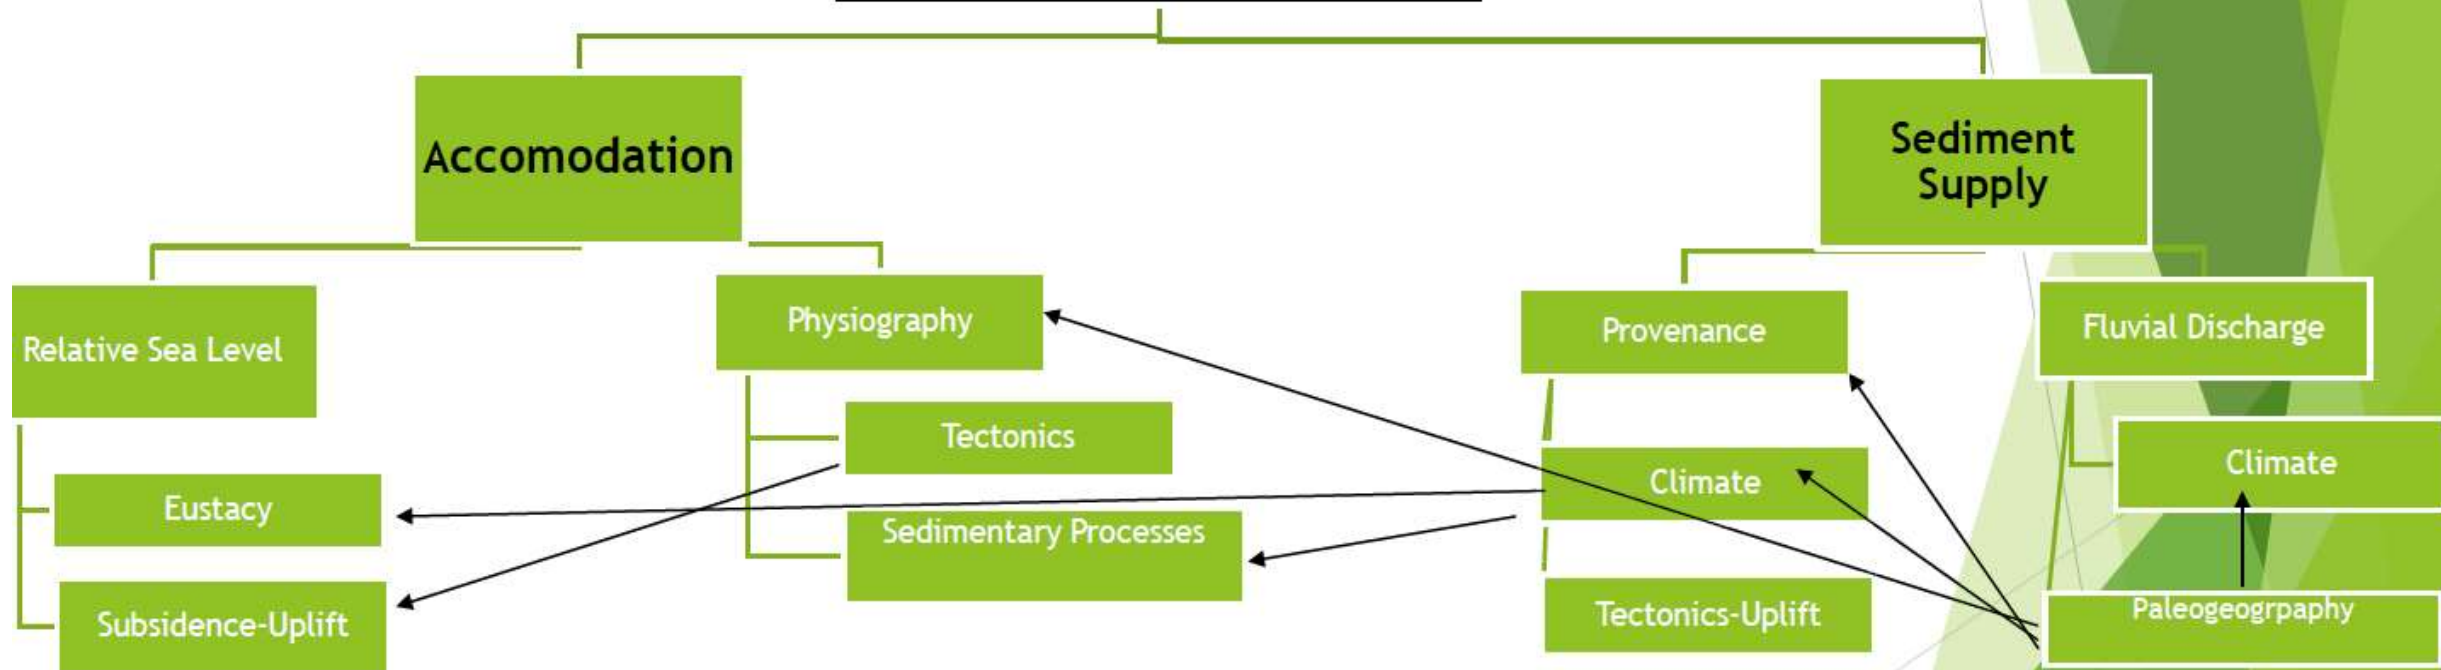 Accomodation
Sediment
Supply
Relative Sea Level
Physiography
Provenance
Fluvial Discharge
Tectonics
Climate
Climate
Eustacy
Sedimentary Processes
Subsidence-Uplift
Tectonics-Uplift
Paleogeogrpaphy